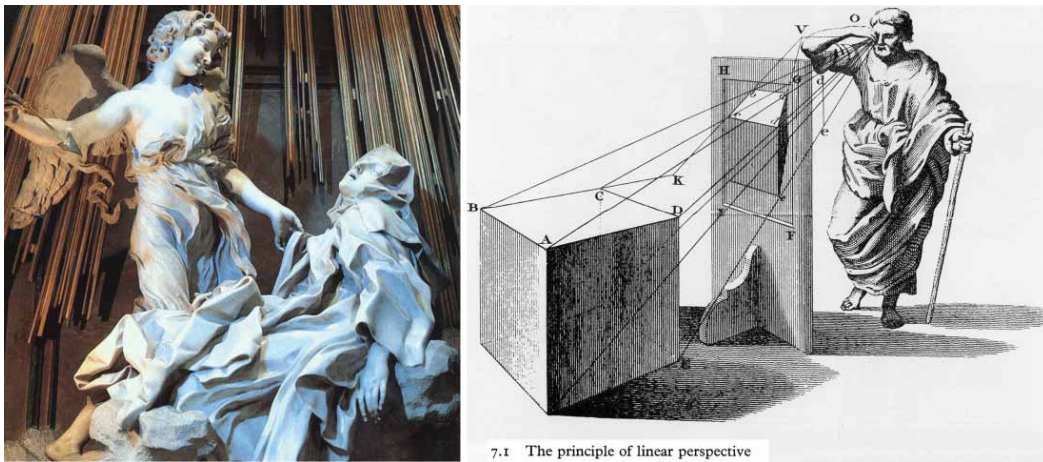 V O
H G d
e
K
B C D
A
F
7.1 The principle of linear perspective